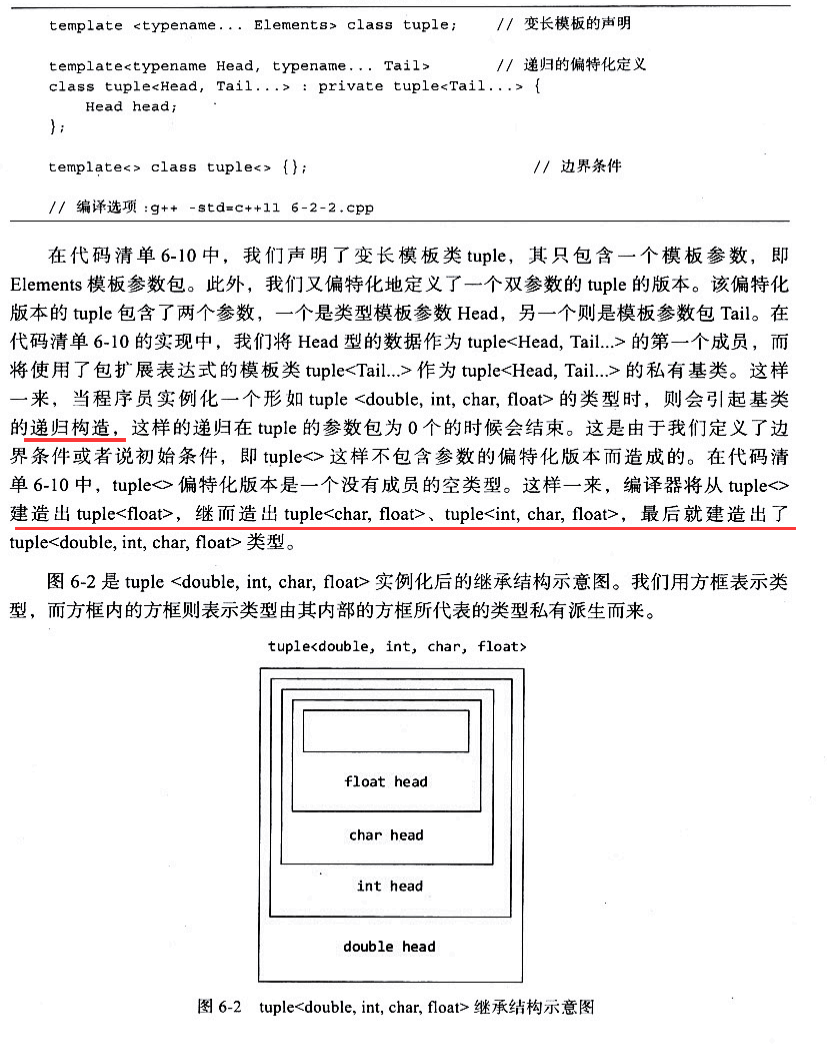 template <typename... Elements> class tuple;    // 变长模板的声明
template<typename Head, typename... Tail>    // 递归的偏特化定义
class tuple<Head, Tail...> : private tuple<Tail...> {
    Head head;
};
template<> class tuple<> {};    // 边界条件
// 编译选项:g++ -std=c++11 6-2-2.cpp
在代码清单 6-10 中，我们声明了变长模板类 tuple，其只包含一个模板参数，即
Elements 模板参数包。此外，我们又偏特化地定义了一个双参数的 tuple 的版本。该偏特化
版本的 tuple 包含了两个参数，一个是类型模板参数 Head，另一个则是模板参数包 Tail。在
代码清单 6-10 的实现中，我们将 Head 型的数据作为 tuple<Head, Tail...> 的第一个成员，而
将使用了包扩展表达式的模板类 tuple<Tail...> 作为 tuple<Head, Tail...> 的私有基类。这样
一来，当程序员实例化一个形如 tuple <double, int, char, float> 的类型时，则会引起基类
的递归构造，这样的递归在 tuple 的参数包为 0 个的时候会结束。这是由于我们定义了边
界条件或者说初始条件，即 tuple<> 这样不包含参数的偏特化版本而造成的。在代码清
单 6-10 中，tuple<> 偏特化版本是一个没有成员的空类型。这样一来，编译器将从 tuple<>
建造出 tuple<float>，继而造出 tuple<char, float>、tuple<int, char, float>，最后就建造出了
tuple<double, int, char, float> 类型。
图 6-2 是 tuple <double, int, char, float> 实例化后的继承结构示意图。我们用方框表示类
型，而方框内的方框则表示类型由其内部的方框所代表的类型私有派生而来。
tuple<double, int, char, float>
float head
char head
int head
double head
图 6-2 tuple<double, int, char, float> 继承结构示意图